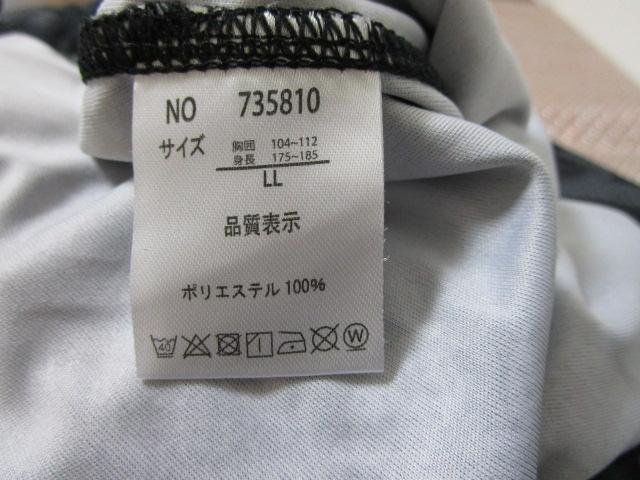 NO 735810
サイズ 胸囲 104~112
身長 175~185
LL
品質表示
ポリエステル 100%
40 W